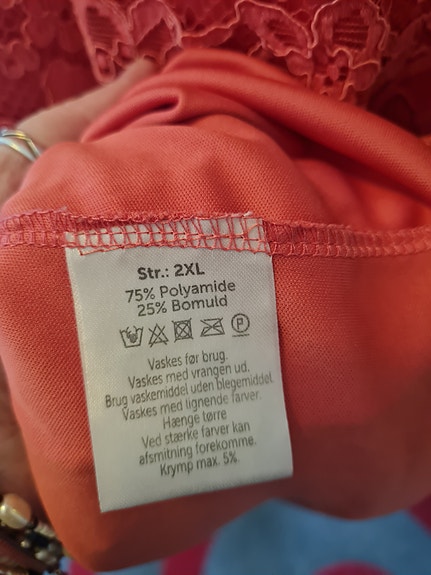 Str.: 2XL
75% Polyamide
25% Bomuld
P
Vaskes før brug.
Vaskes med vrangen ud.
Brug vaskemiddel uden blegemiddel.
Vaskes med lignende farver.
Hænge tørre
Ved stærke farver kan
afsmitning forekomme.
Krymp max. 5%.